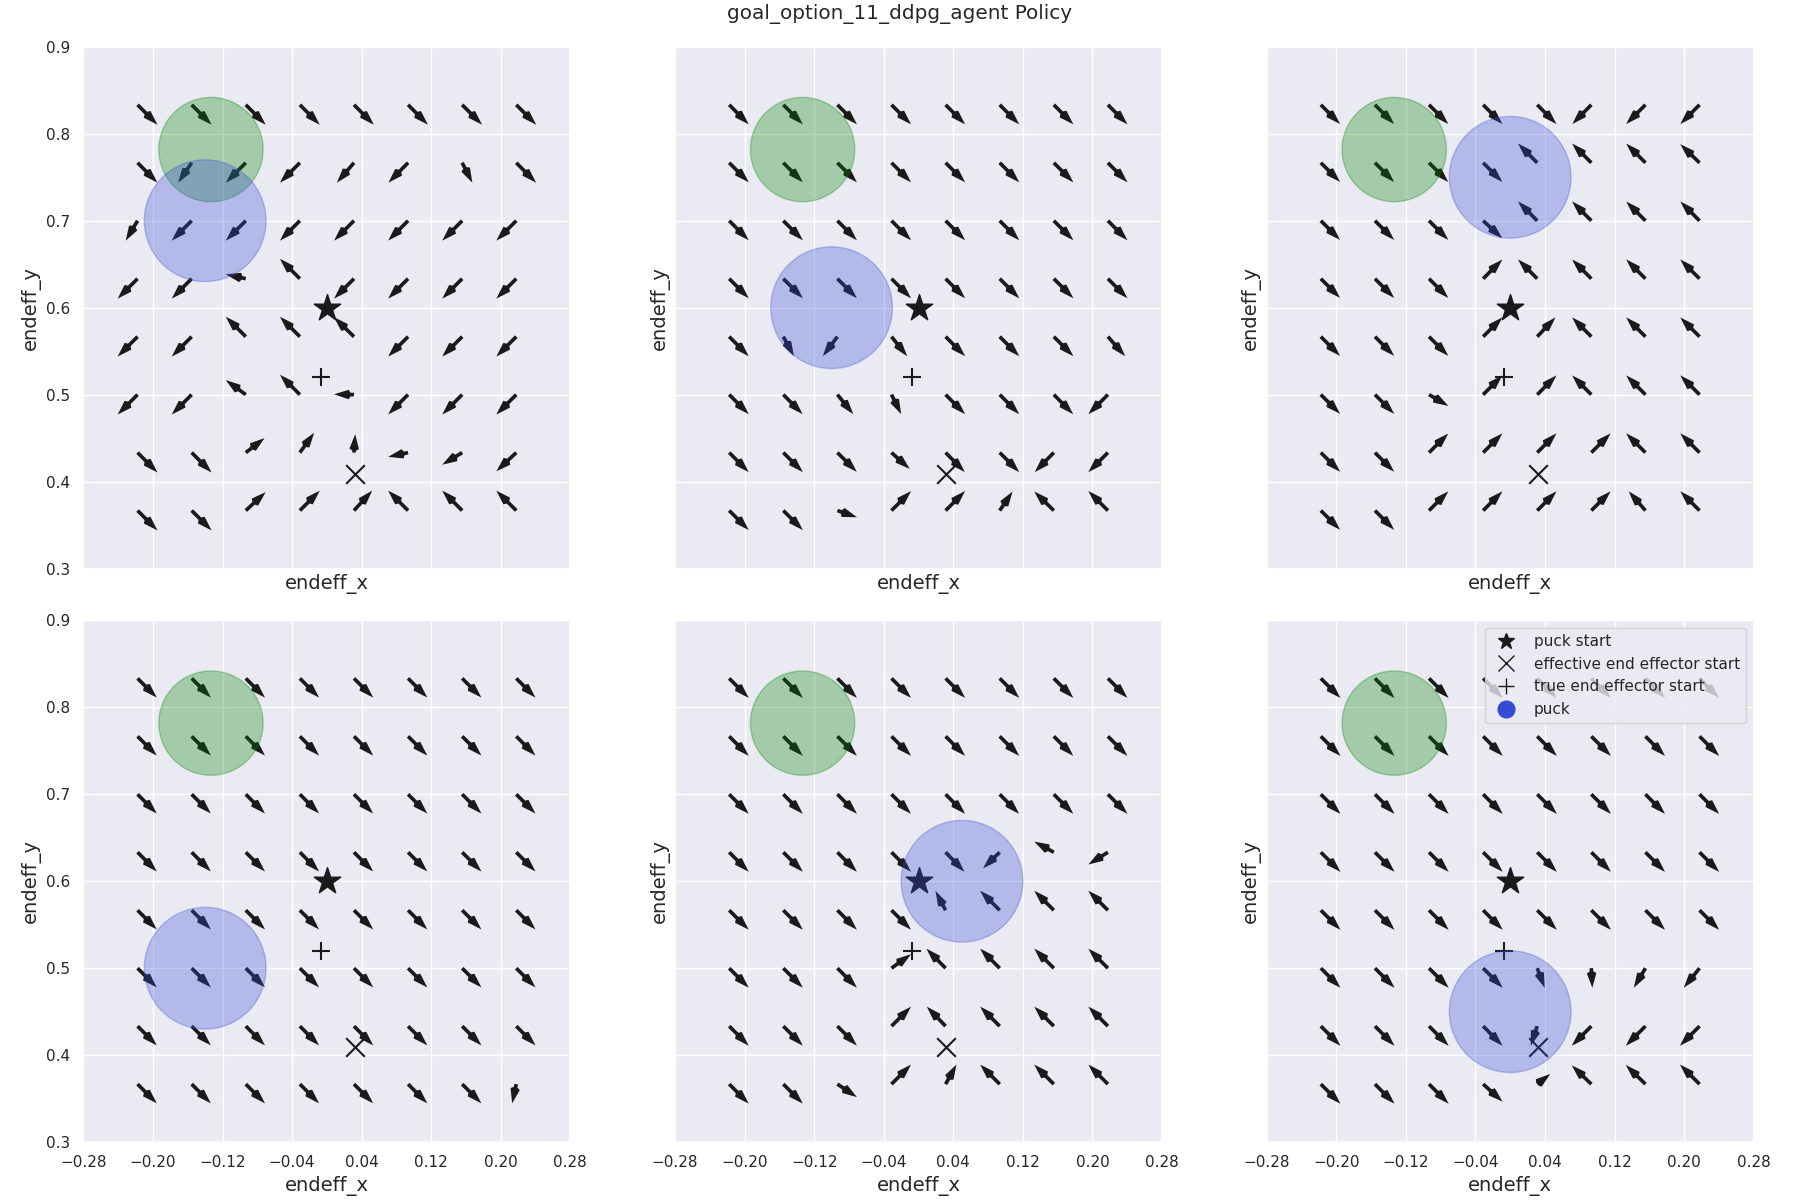 goal_option_11_ddpg_agent Policy
0.9
0.8
0.7
0.6
0.5
0.4
0.3
endeff_y
endeff_x
endeff_y
endeff_x
endeff_y
endeff_x
0.9
0.8
0.7
0.6
0.5
0.4
0.3
endeff_y
−0.28 −0.20 −0.12 −0.04 0.04 0.12 0.20 0.28
endeff_x
endeff_y
−0.28 −0.20 −0.12 −0.04 0.04 0.12 0.20 0.28
endeff_x
puck start
effective end effector start
true end effector start
puck
endeff_y
−0.28 −0.20 −0.12 −0.04 0.04 0.12 0.20 0.28
endeff_x